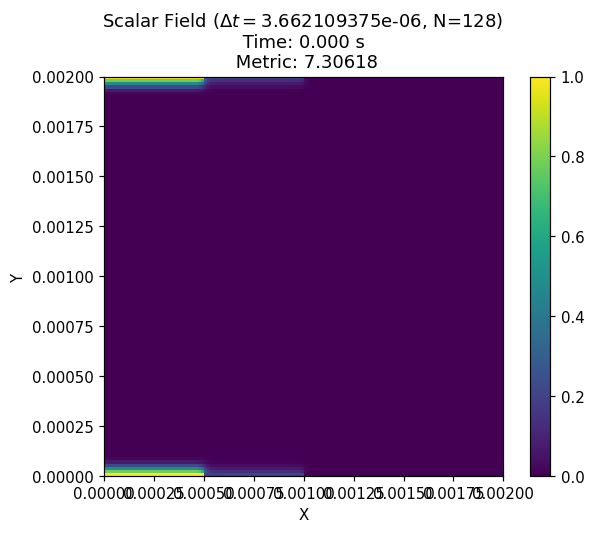 Scalar Field (Δt = 3.662109375e-06, N=128)
Time: 0.000 s
Metric: 7.30618
0.00200
0.00175
0.00150
0.00125
0.00100
0.00075
0.00050
0.00025
0.00000
Y
0.00000 0.00025 0.00050 0.00075 0.00100 0.00125 0.00150 0.00175 0.00200
X
1.0
0.8
0.6
0.4
0.2
0.0